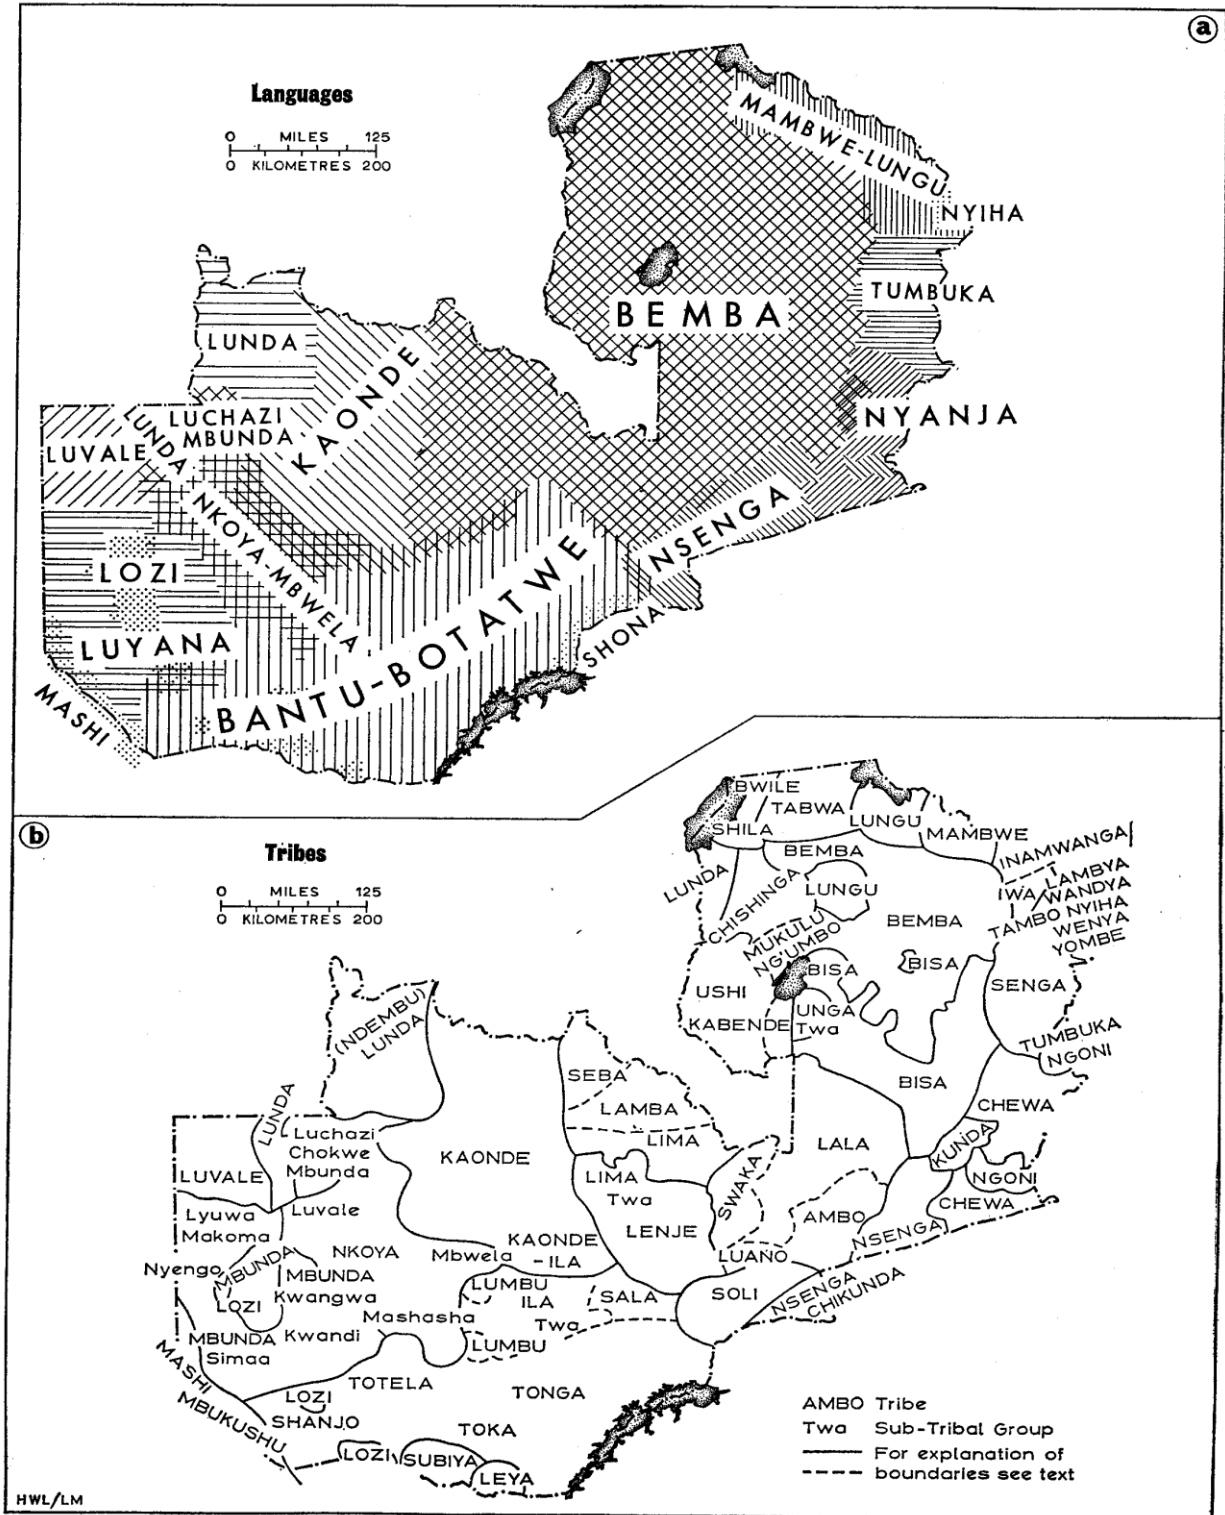 a
Languages
0 MILES 125
0 KILOMETRES 200
MAMBWE-LUNGU
NYIHA
TUMBUKA
BEMBA
LUNDA
KAONDE
LUCHAZI
MBUNDA
LUNDA
LUVALE
NYANJA
NKOYA-MBWELA
NSENGA
LOZI
BANTU-BOTATWE
SHONA
LUYANA
MASHI
b
Tribes
0 MILES 125
0 KILOMETRES 200
BWILE
TABWA
SHILA
LUNGU
MAMBWE
BEMBA
INAMWANGA
LUNDA
CHISHINGA
LUNGU
IWA
LAMBYA
WANDYA
TAMBO NYIHA
WENYA
YOMBE
BEMBA
MUKULU
NG'UMBO
BISA
BISA
USHI
SENGA
KABENDE
UNGA
Twa
(NDEMBU)
LUNDA
TUMBUKA
NGONI
SEBA
BISA
LAMBA
CHEWA
LIMA
LALA
LUNDA
Luchazi
Chokwe
Mbunda
KAONDE
KUNDA
LUVALE
LIMA
Twa
SWAKA
NGONI
CHEWA
Lyuwa
Makoma
Luvale
LENJE
AMBO
NSENGA
Nyengo
MBUNDA
NKOYA
Mbwela
KAONDE
-ILA
LUANO
MBUNDA
Kwangwa
LOZI
LUMBU
ILA
SALA
SOLI
NSENGA
CHIKUNDA
Mashasha
Twa
MBUNDA
Simaa
Kwandi
LUMBU
MASHI
MBUKUSHU
TOTELA
LOZI
SHANJO
TONGA
TOKA
LOZI
SUBIYA
LEYA
AMBO Tribe
Twa Sub-Tribal Group
For explanation of
boundaries see text
HWL/LM